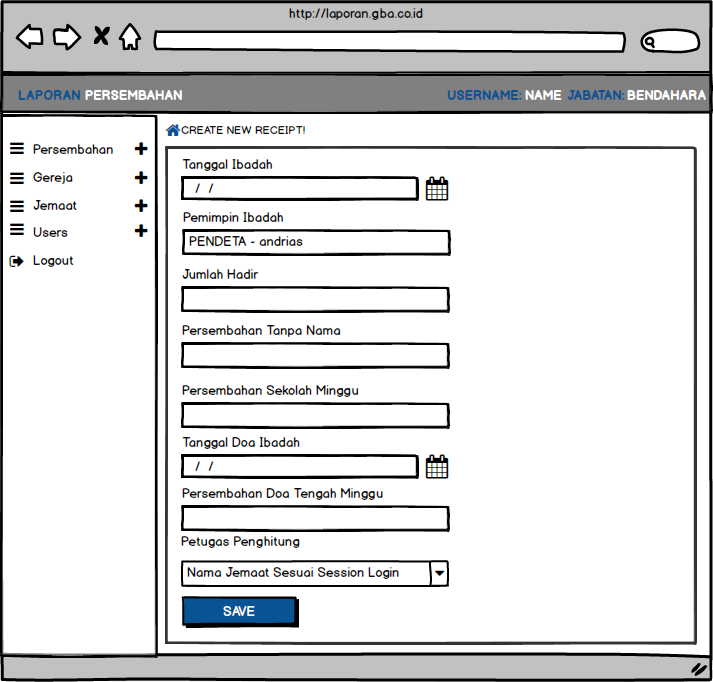 http://laporan.gba.co.id
LAPORAN PERSEMBAHAN USERNAME: NAME JABATAN: BENDAHARA
CREATE NEW RECEIPT!
Persembahan
Gereja
Jemaat
Users
Logout
Tanggal Ibadah
/ /
Pemimpin Ibadah
PENDETA - andrias
Jumlah Hadir
Persembahan Tanpa Nama
Persembahan Sekolah Minggu
Tanggal Doa Ibadah
/ /
Persembahan Doa Tengah Minggu
Petugas Penghitung
Nama Jemaat Sesuai Session Login
SAVE